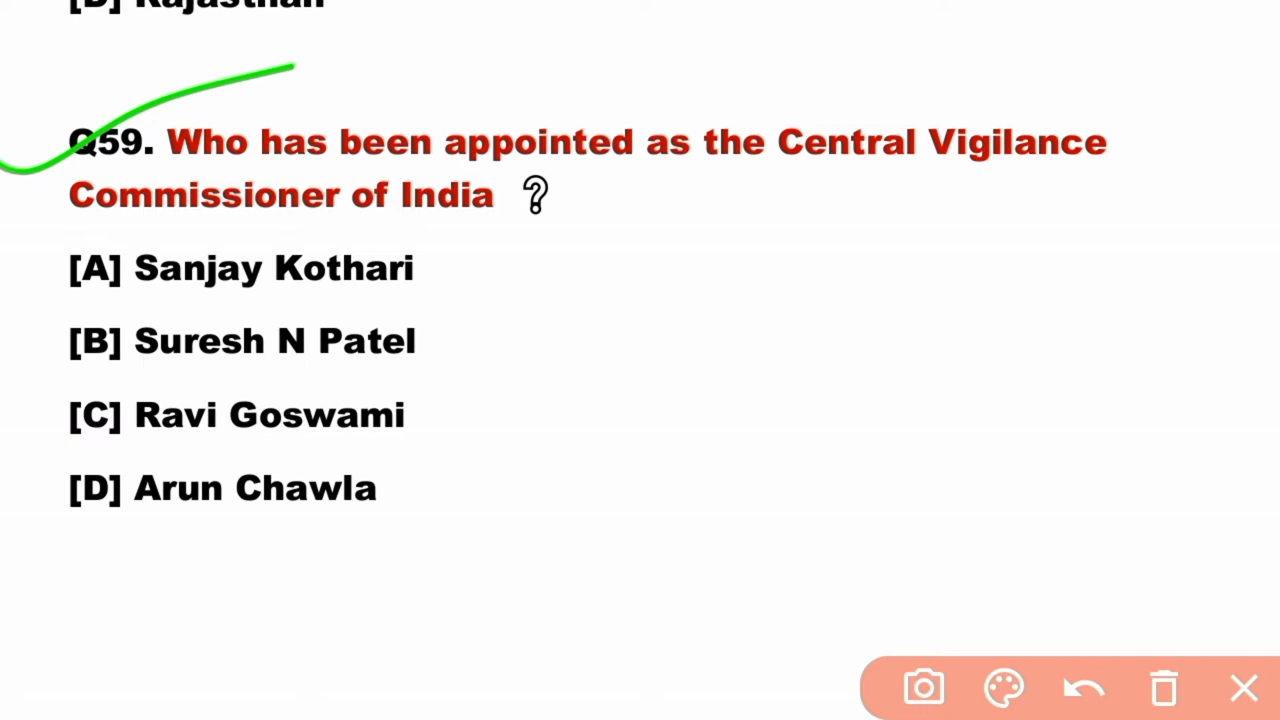 [D] Rajasthan
Q59. Who has been appointed as the Central Vigilance
Commissioner of India ?
[A] Sanjay Kothari
[B] Suresh N Patel
[C] Ravi Goswami
[D] Arun Chawla